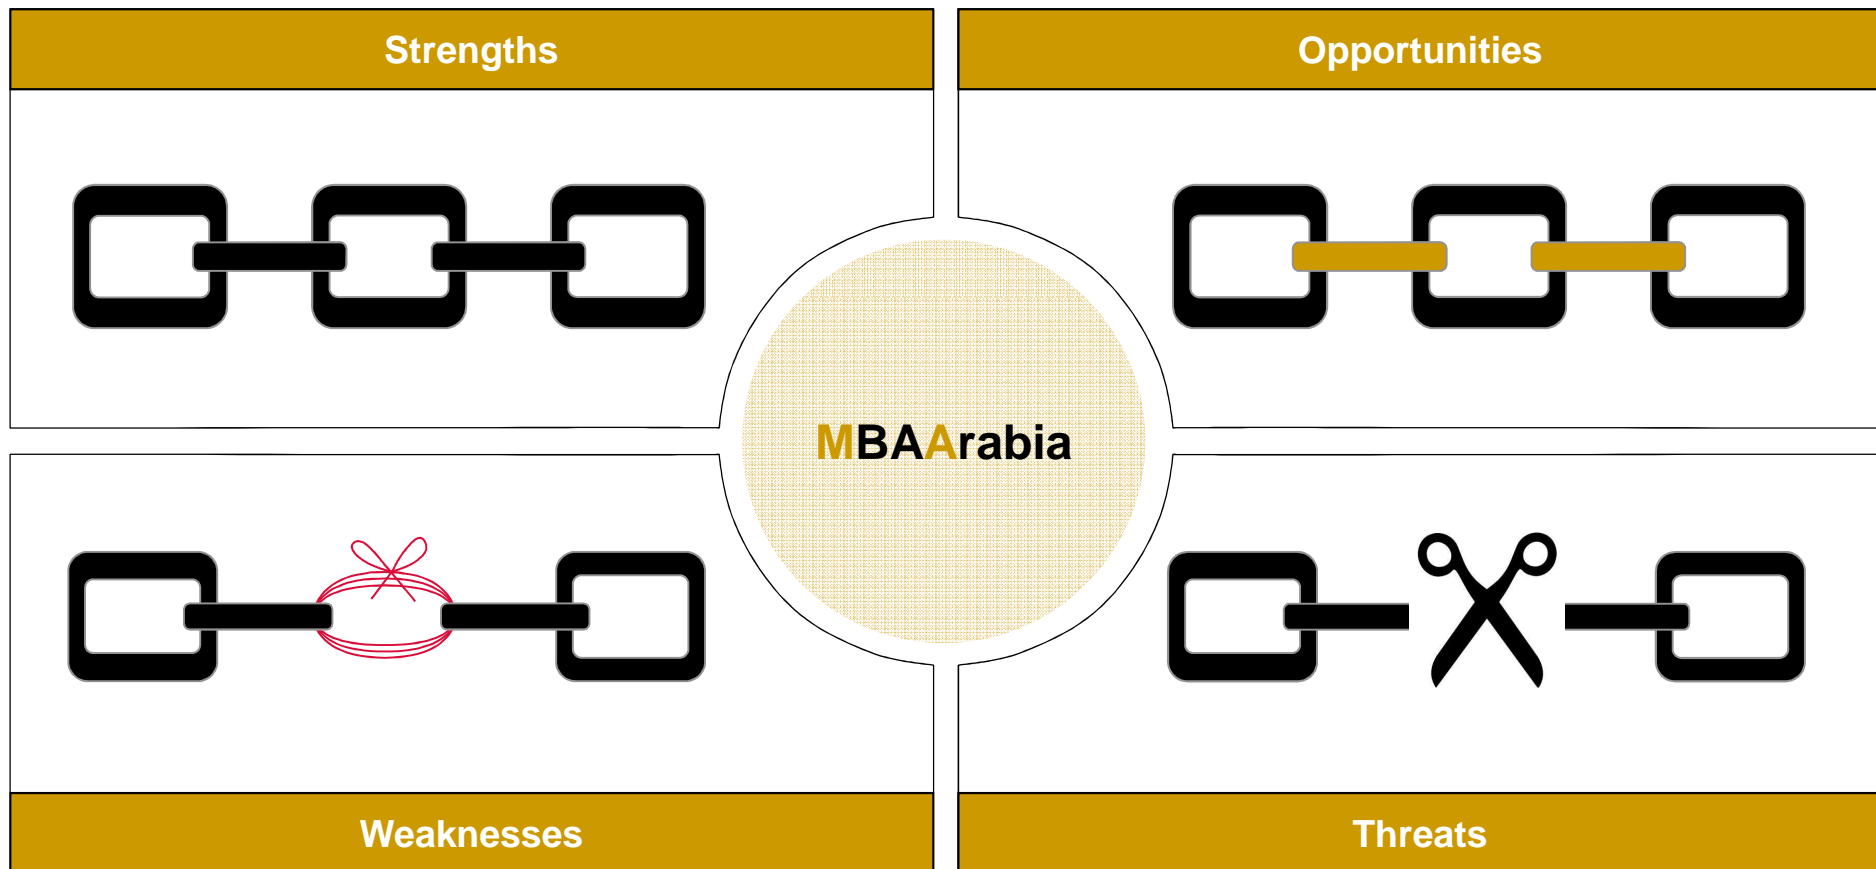 Strengths
Opportunities
MBAArabia
Weaknesses
Threats